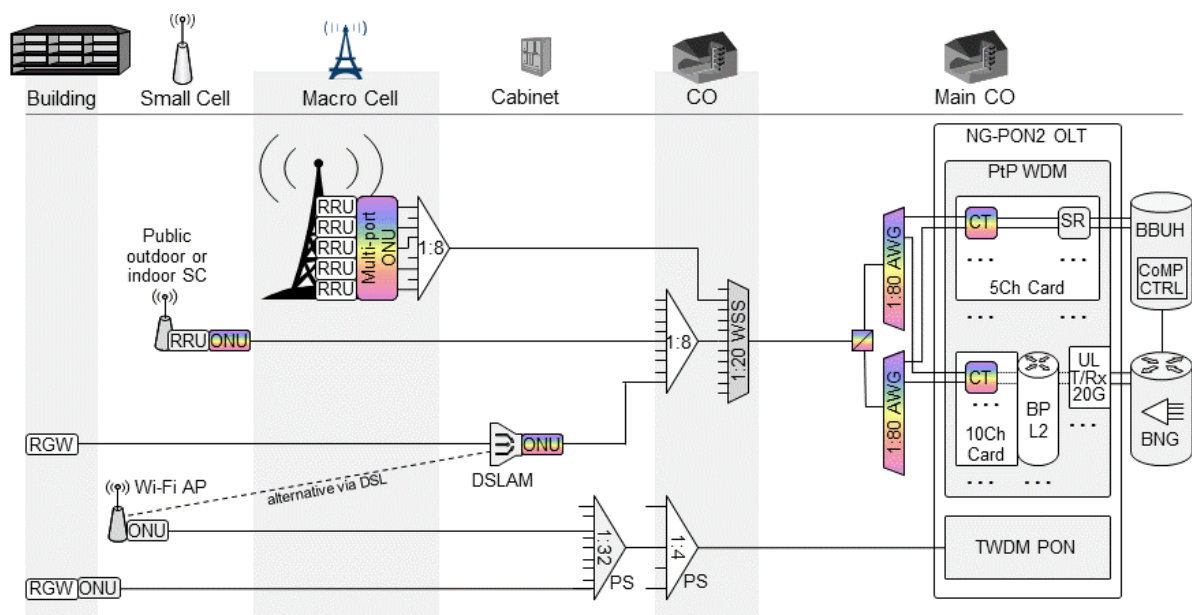 Building
Small Cell
Macro Cell
Cabinet
CO
Main CO
NG-PON2 OLT
PtP WDM
RRU
RRU
RRU
RRU
RRU
Multi-port
ONU
1:8
Public
outdoor or
indoor SC
RRU
ONU
1:8
1:20 WSS
1:80 AWG
1:80 AWG
CT
SR
...
...
5Ch Card
...
...
BBUH
CoMP
CTRL
CT
...
10Ch
Card
...
BP
L2
...
UL
T/Rx
20G
...
BNG
RGW
ONU
DSLAM
alternative via DSL
Wi-Fi AP
ONU
1:32
PS
1:4
PS
TWDM PON
RGW
ONU